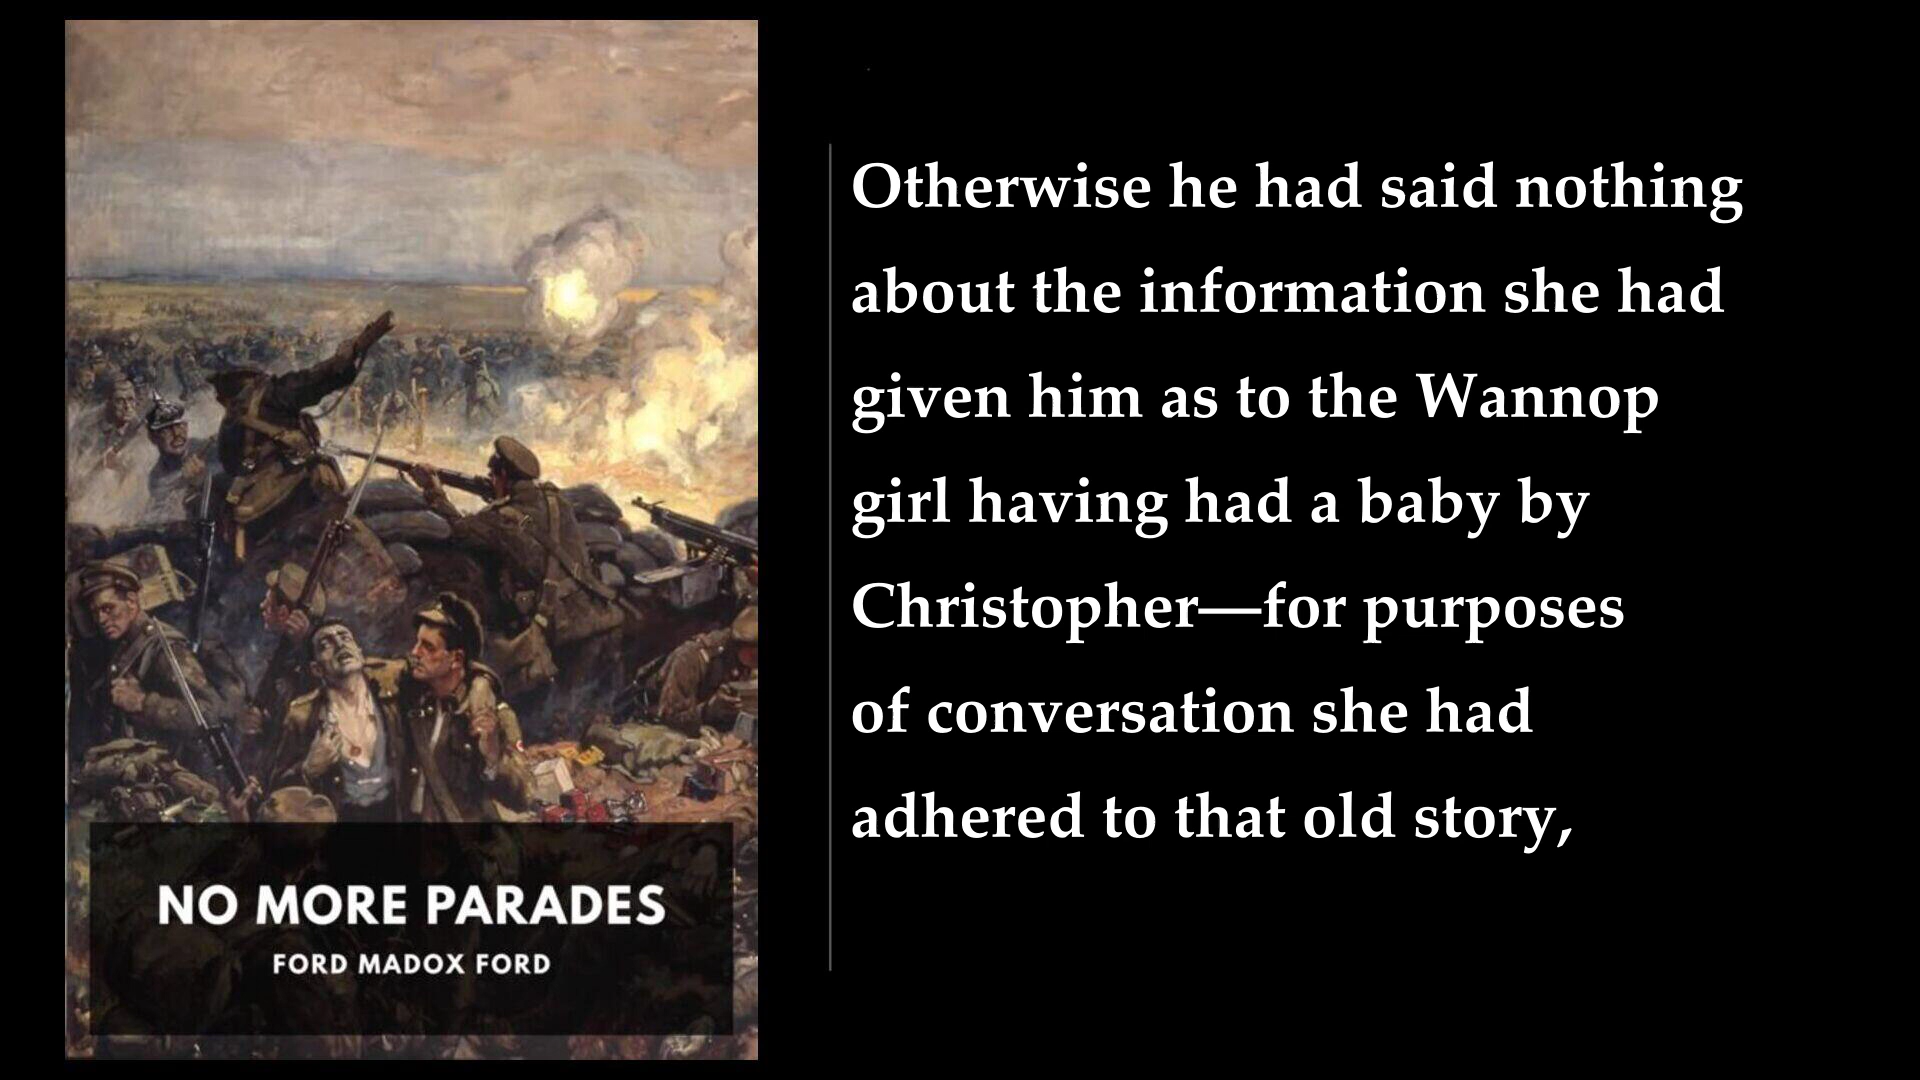 NO MORE PARADES
FORD MADOX FORD
Otherwise he had said nothing
about the information she had
given him as to the Wannop
girl having had a baby by
Christopher—for purposes
of conversation she had
adhered to that old story,